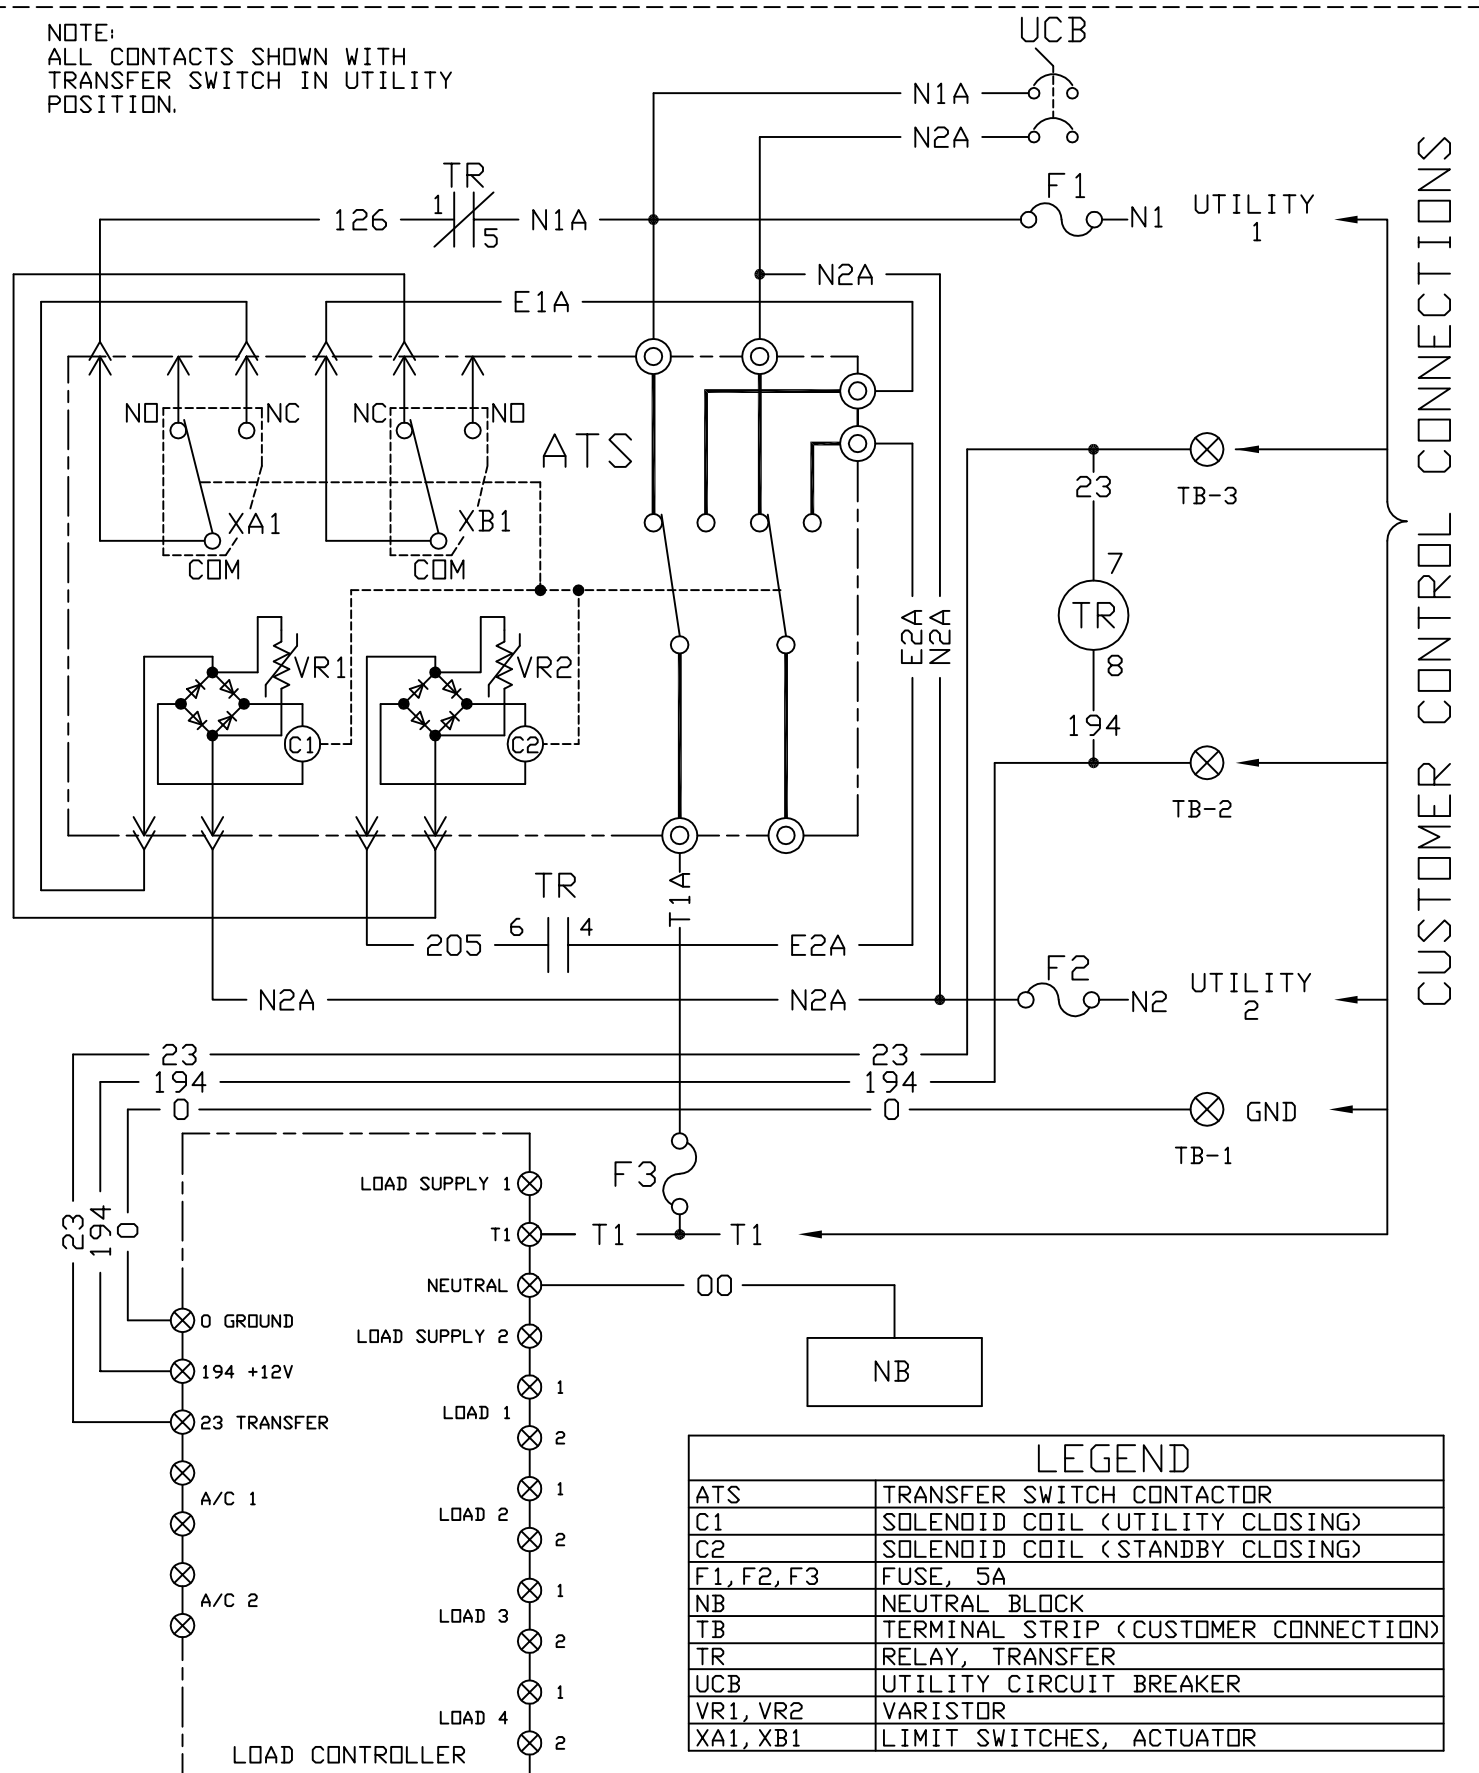 NOTE:
ALL CONTACTS SHOWN WITH
TRANSFER SWITCH IN UTILITY
POSITION.
UCB
N1A
N2A
TR
1
5
126
N1A
F1
N1
UTILITY
1
N2A
E1A
NO
NC
NC
NO
ATS
XA1
XB1
COM
COM
23
TB-3
7
TR
8
194
TB-2
E2A
N2A
VR1
VR2
C1
C2
T1A
TR
205
6
4
E2A
N2A
N2A
F2
N2
UTILITY
2
CUSTOMER CONTROL CONNECTIONS
23
23
194
194
0
0
GND
TB-1
F3
23
194
0
LOAD SUPPLY 1
T1
T1
T1
NEUTRAL
00
NB
LOAD SUPPLY 2
0 GROUND
194 +12V
23 TRANSFER
A/C 1
A/C 2
LOAD 1
1
2
LOAD 2
1
2
LOAD 3
1
2
LOAD 4
1
2
LOAD CONTROLLER
LEGEND
ATS TRANSFER SWITCH CONTACTOR
C1 SOLENOID COIL (UTILITY CLOSING)
C2 SOLENOID COIL (STANDBY CLOSING)
F1, F2, F3 FUSE, 5A
NB NEUTRAL BLOCK
TB TERMINAL STRIP (CUSTOMER CONNECTION)
TR RELAY, TRANSFER
UCB UTILITY CIRCUIT BREAKER
VR1, VR2 VARISTOR
XA1, XB1 LIMIT SWITCHES, ACTUATOR